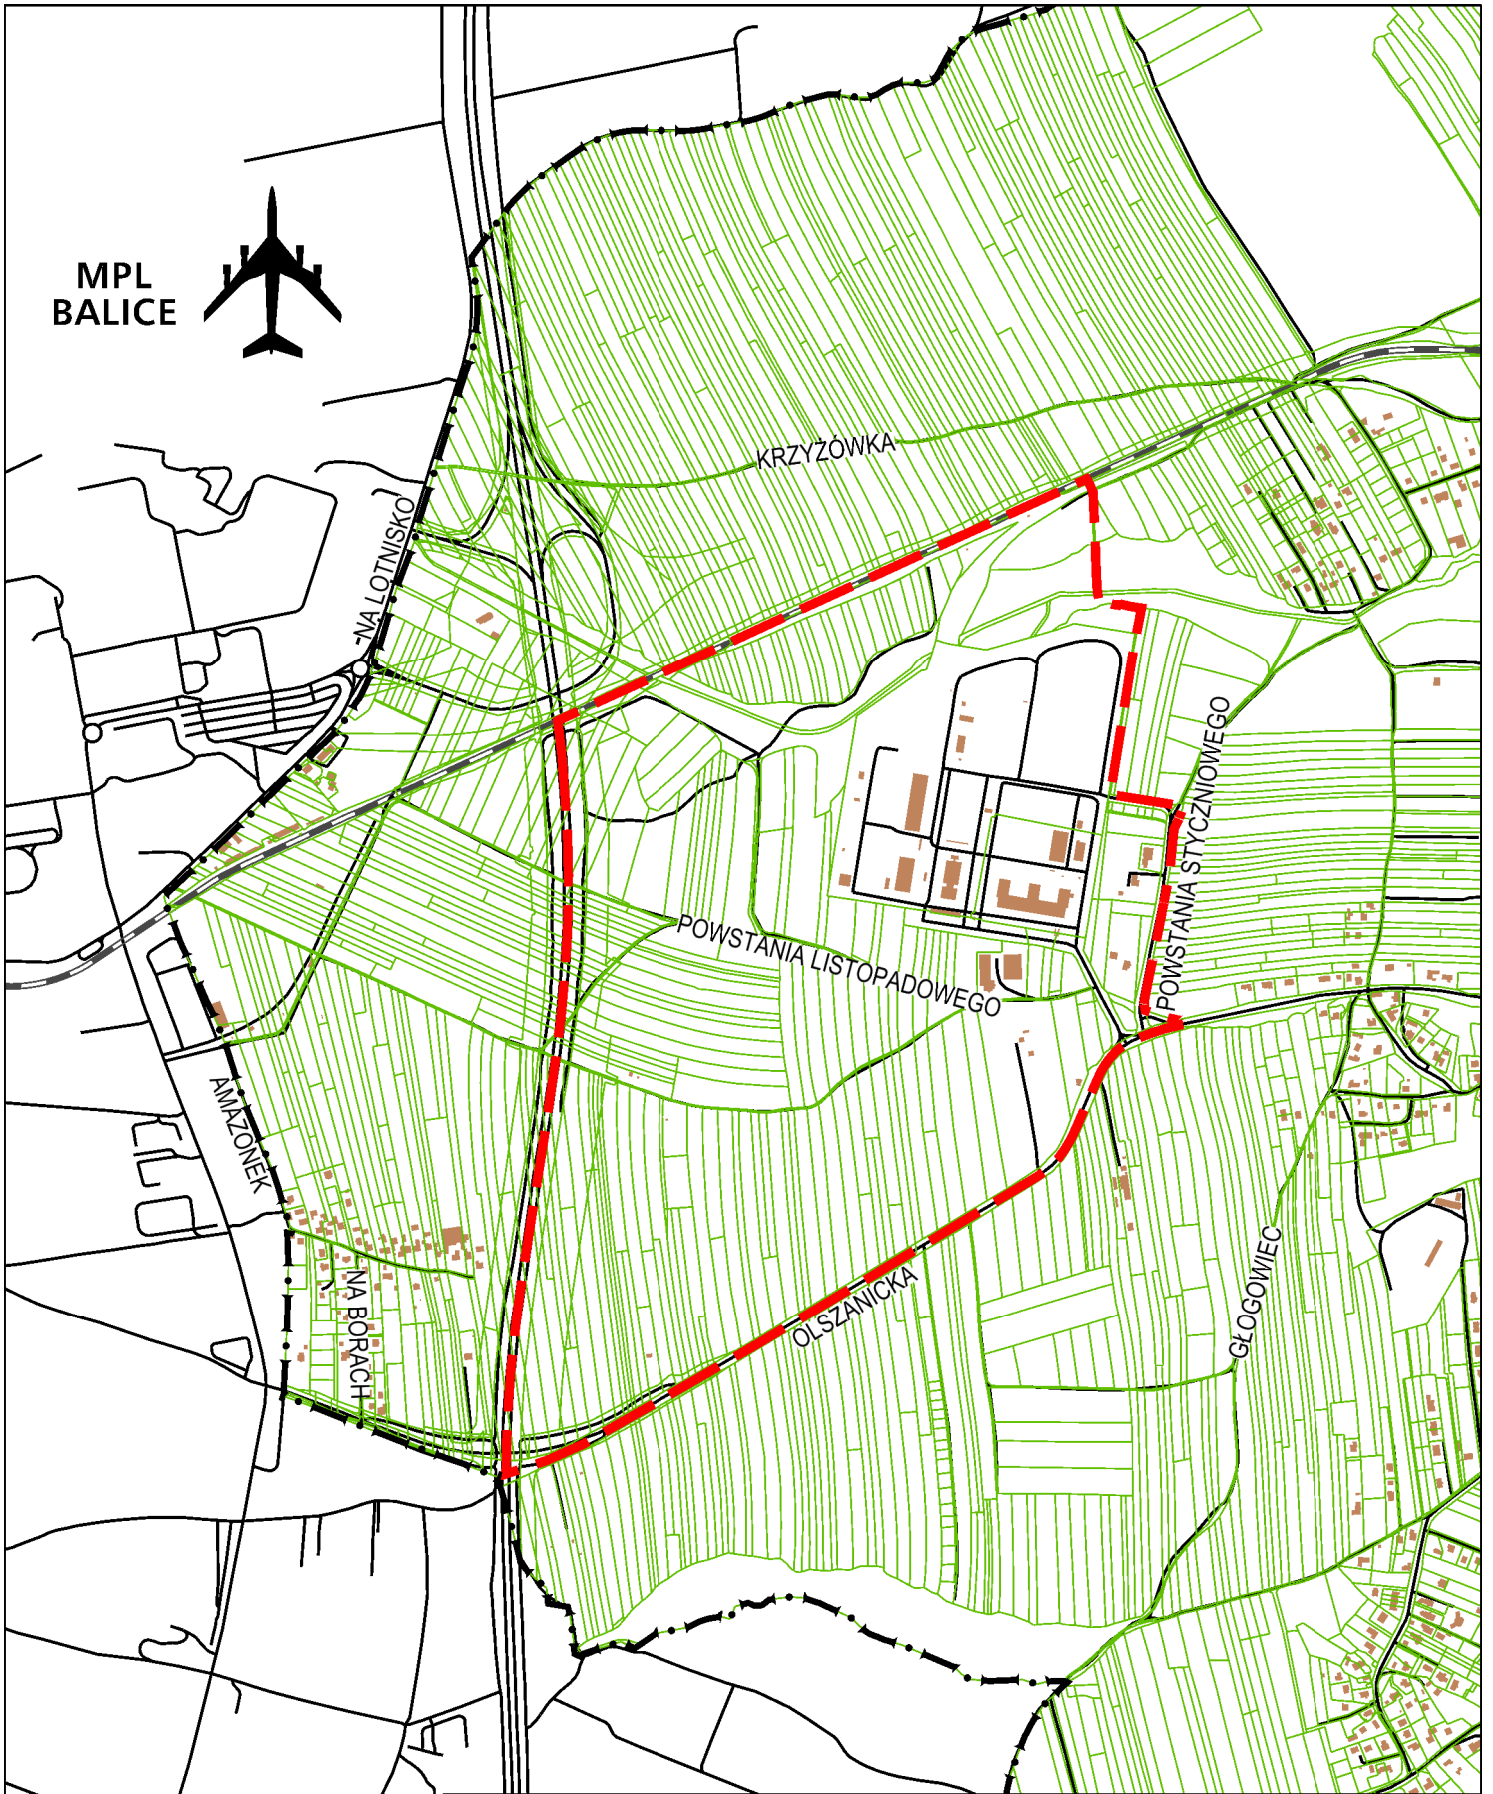 MPL
BALICE
KRZYŻÓWKA
NA LOTNISKO
POWSTANIA STYCZNIOWEGO
POWSTANIA LISTOPADOWEGO
AMAZONEK
NA BORACH
OLSZANICKA
GŁOGOWIEC